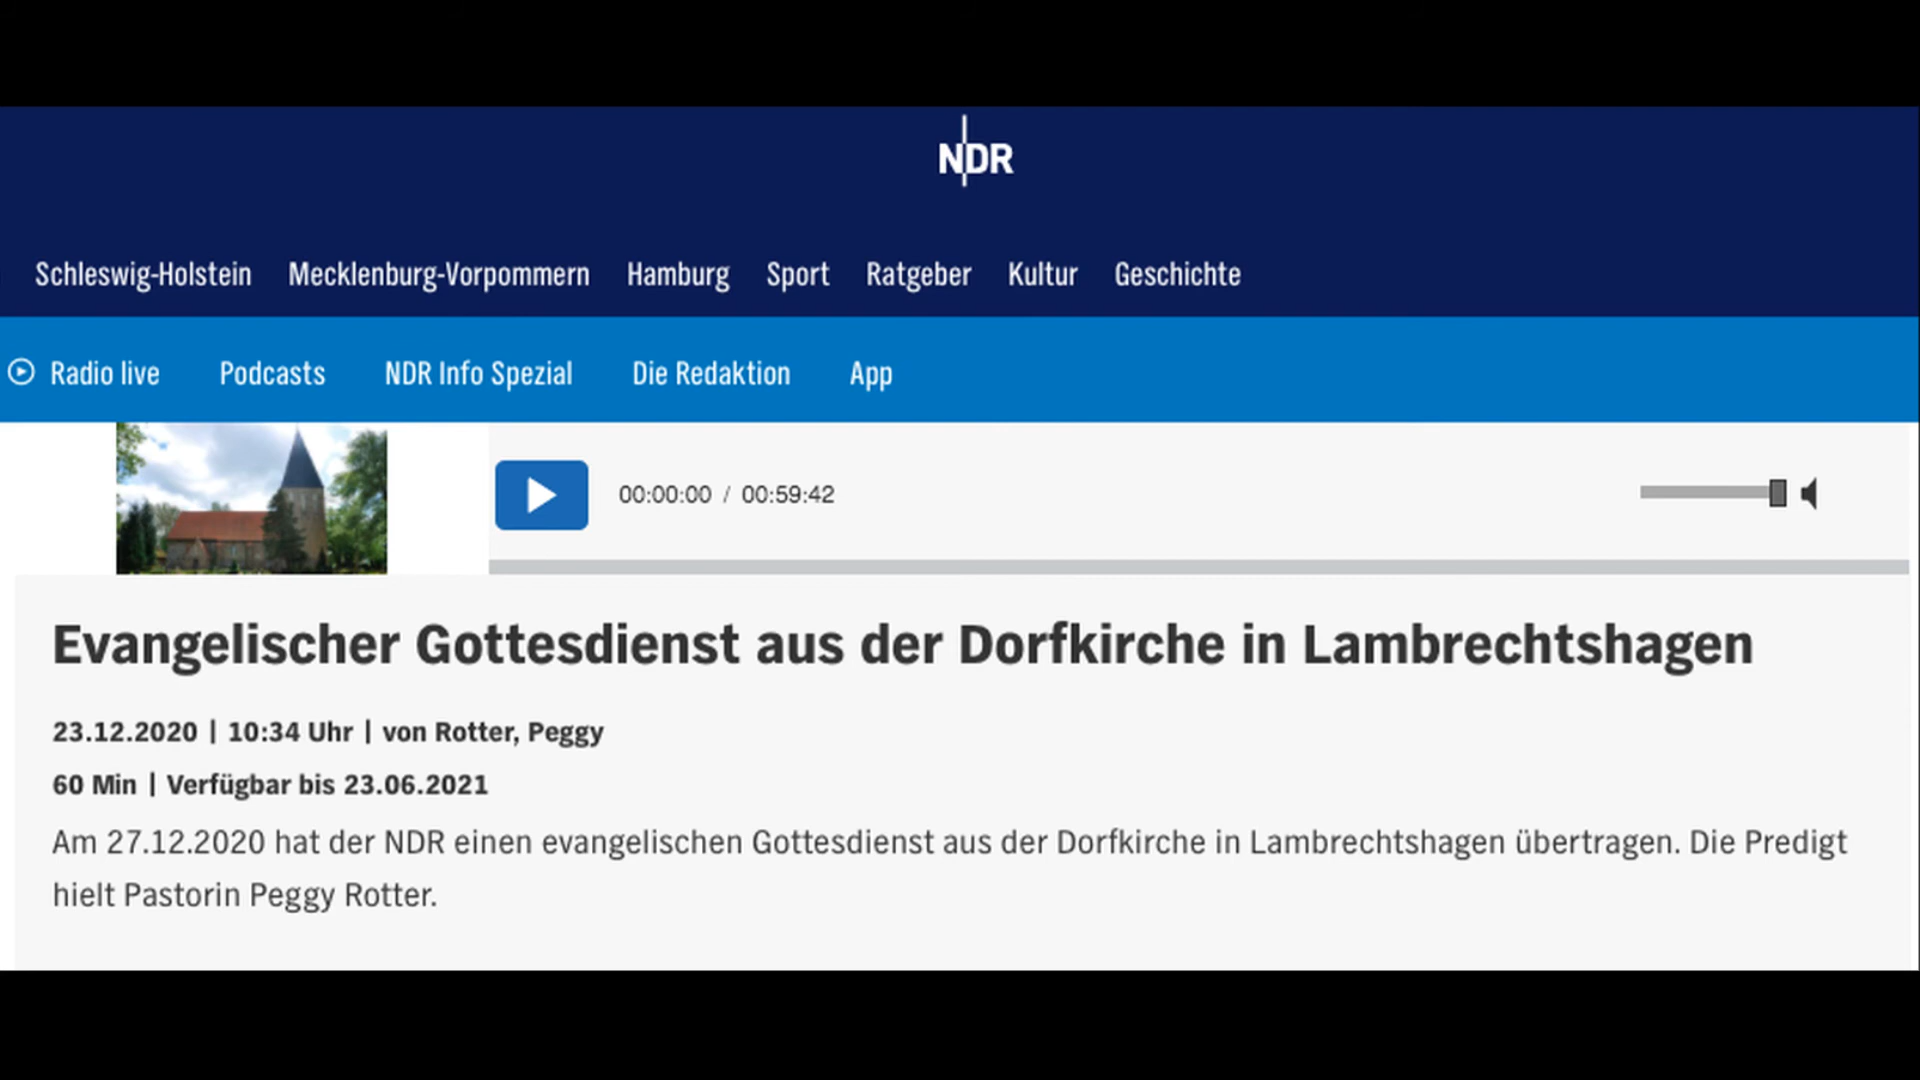 NDR
Schleswig-Holstein Mecklenburg-Vorpommern Hamburg Sport Ratgeber Kultur Geschichte
Radio live Podcasts NDR Info Spezial Die Redaktion App
00:00:00 / 00:59:42
Evangelischer Gottesdienst aus der Dorfkirche in Lambrechtshagen
23.12.2020 | 10:34 Uhr | von Rotter, Peggy
60 Min | Verfügbar bis 23.06.2021
Am 27.12.2020 hat der NDR einen evangelischen Gottesdienst aus der Dorfkirche in Lambrechtshagen übertragen. Die Predigt
hielt Pastorin Peggy Rotter.